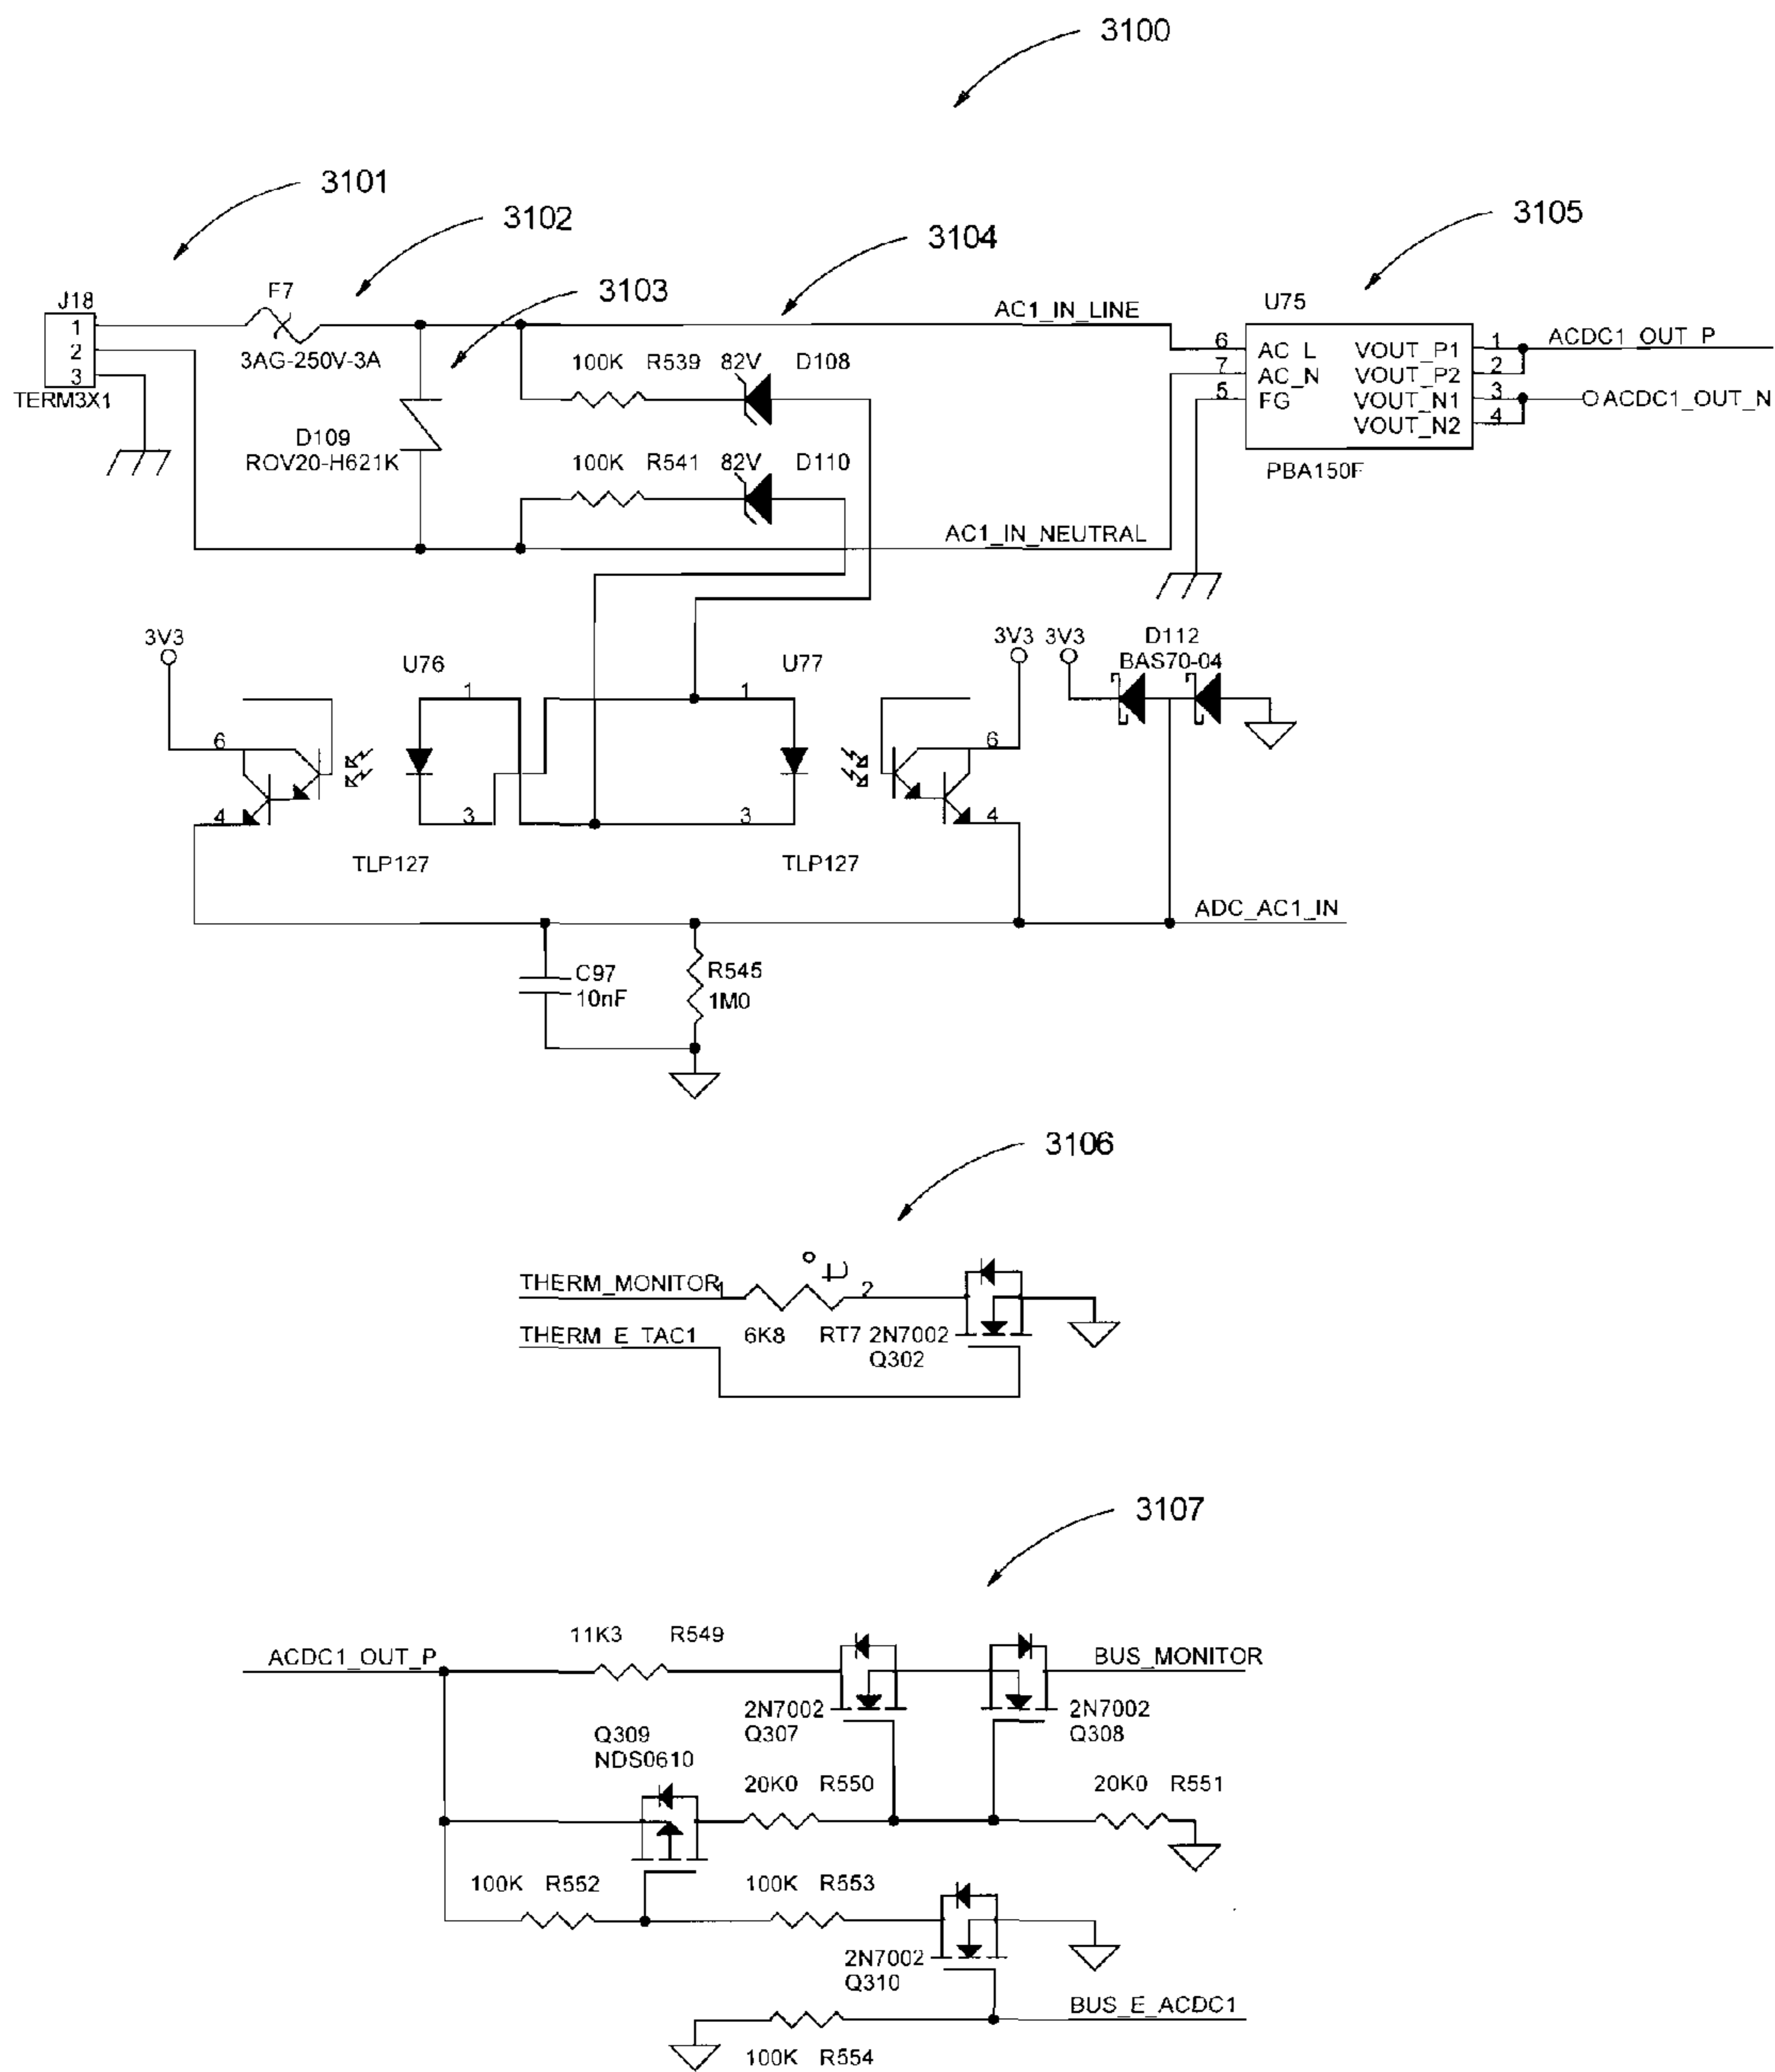 3100
3101
3102
3103
3104
3105
J18
1
2
3
TERM3X1
F7
3AG-250V-3A
D109
ROV20-H621K
100K R539 82V D108
100K R541 82V D110
AC1_IN_LINE
AC1_IN_NEUTRAL
U75
6 AC_L VOUT_P1 1
7 AC_N VOUT_P2 2
5 FG VOUT_N1 3
VOUT_N2 4
PBA150F
ACDC1_OUT_P
ACDC1_OUT_N
3V3
U76
U77
3V3 3V3
D112
BAS70-04
6
4
1
3
1
3
6
4
TLP127
TLP127
ADC_AC1_IN
C97
10nF
R545
1M0
3106
THERM_MONITOR
1
2
THERM_E_TAC1
6K8 RT7 2N7002
Q302
3107
ACDC1_OUT_P
11K3 R549
BUS_MONITOR
2N7002
Q307
2N7002
Q308
Q309
NDS0610
20K0 R550
20K0 R551
100K R552
100K R553
2N7002
Q310
BUS_E_ACDC1
100K R554